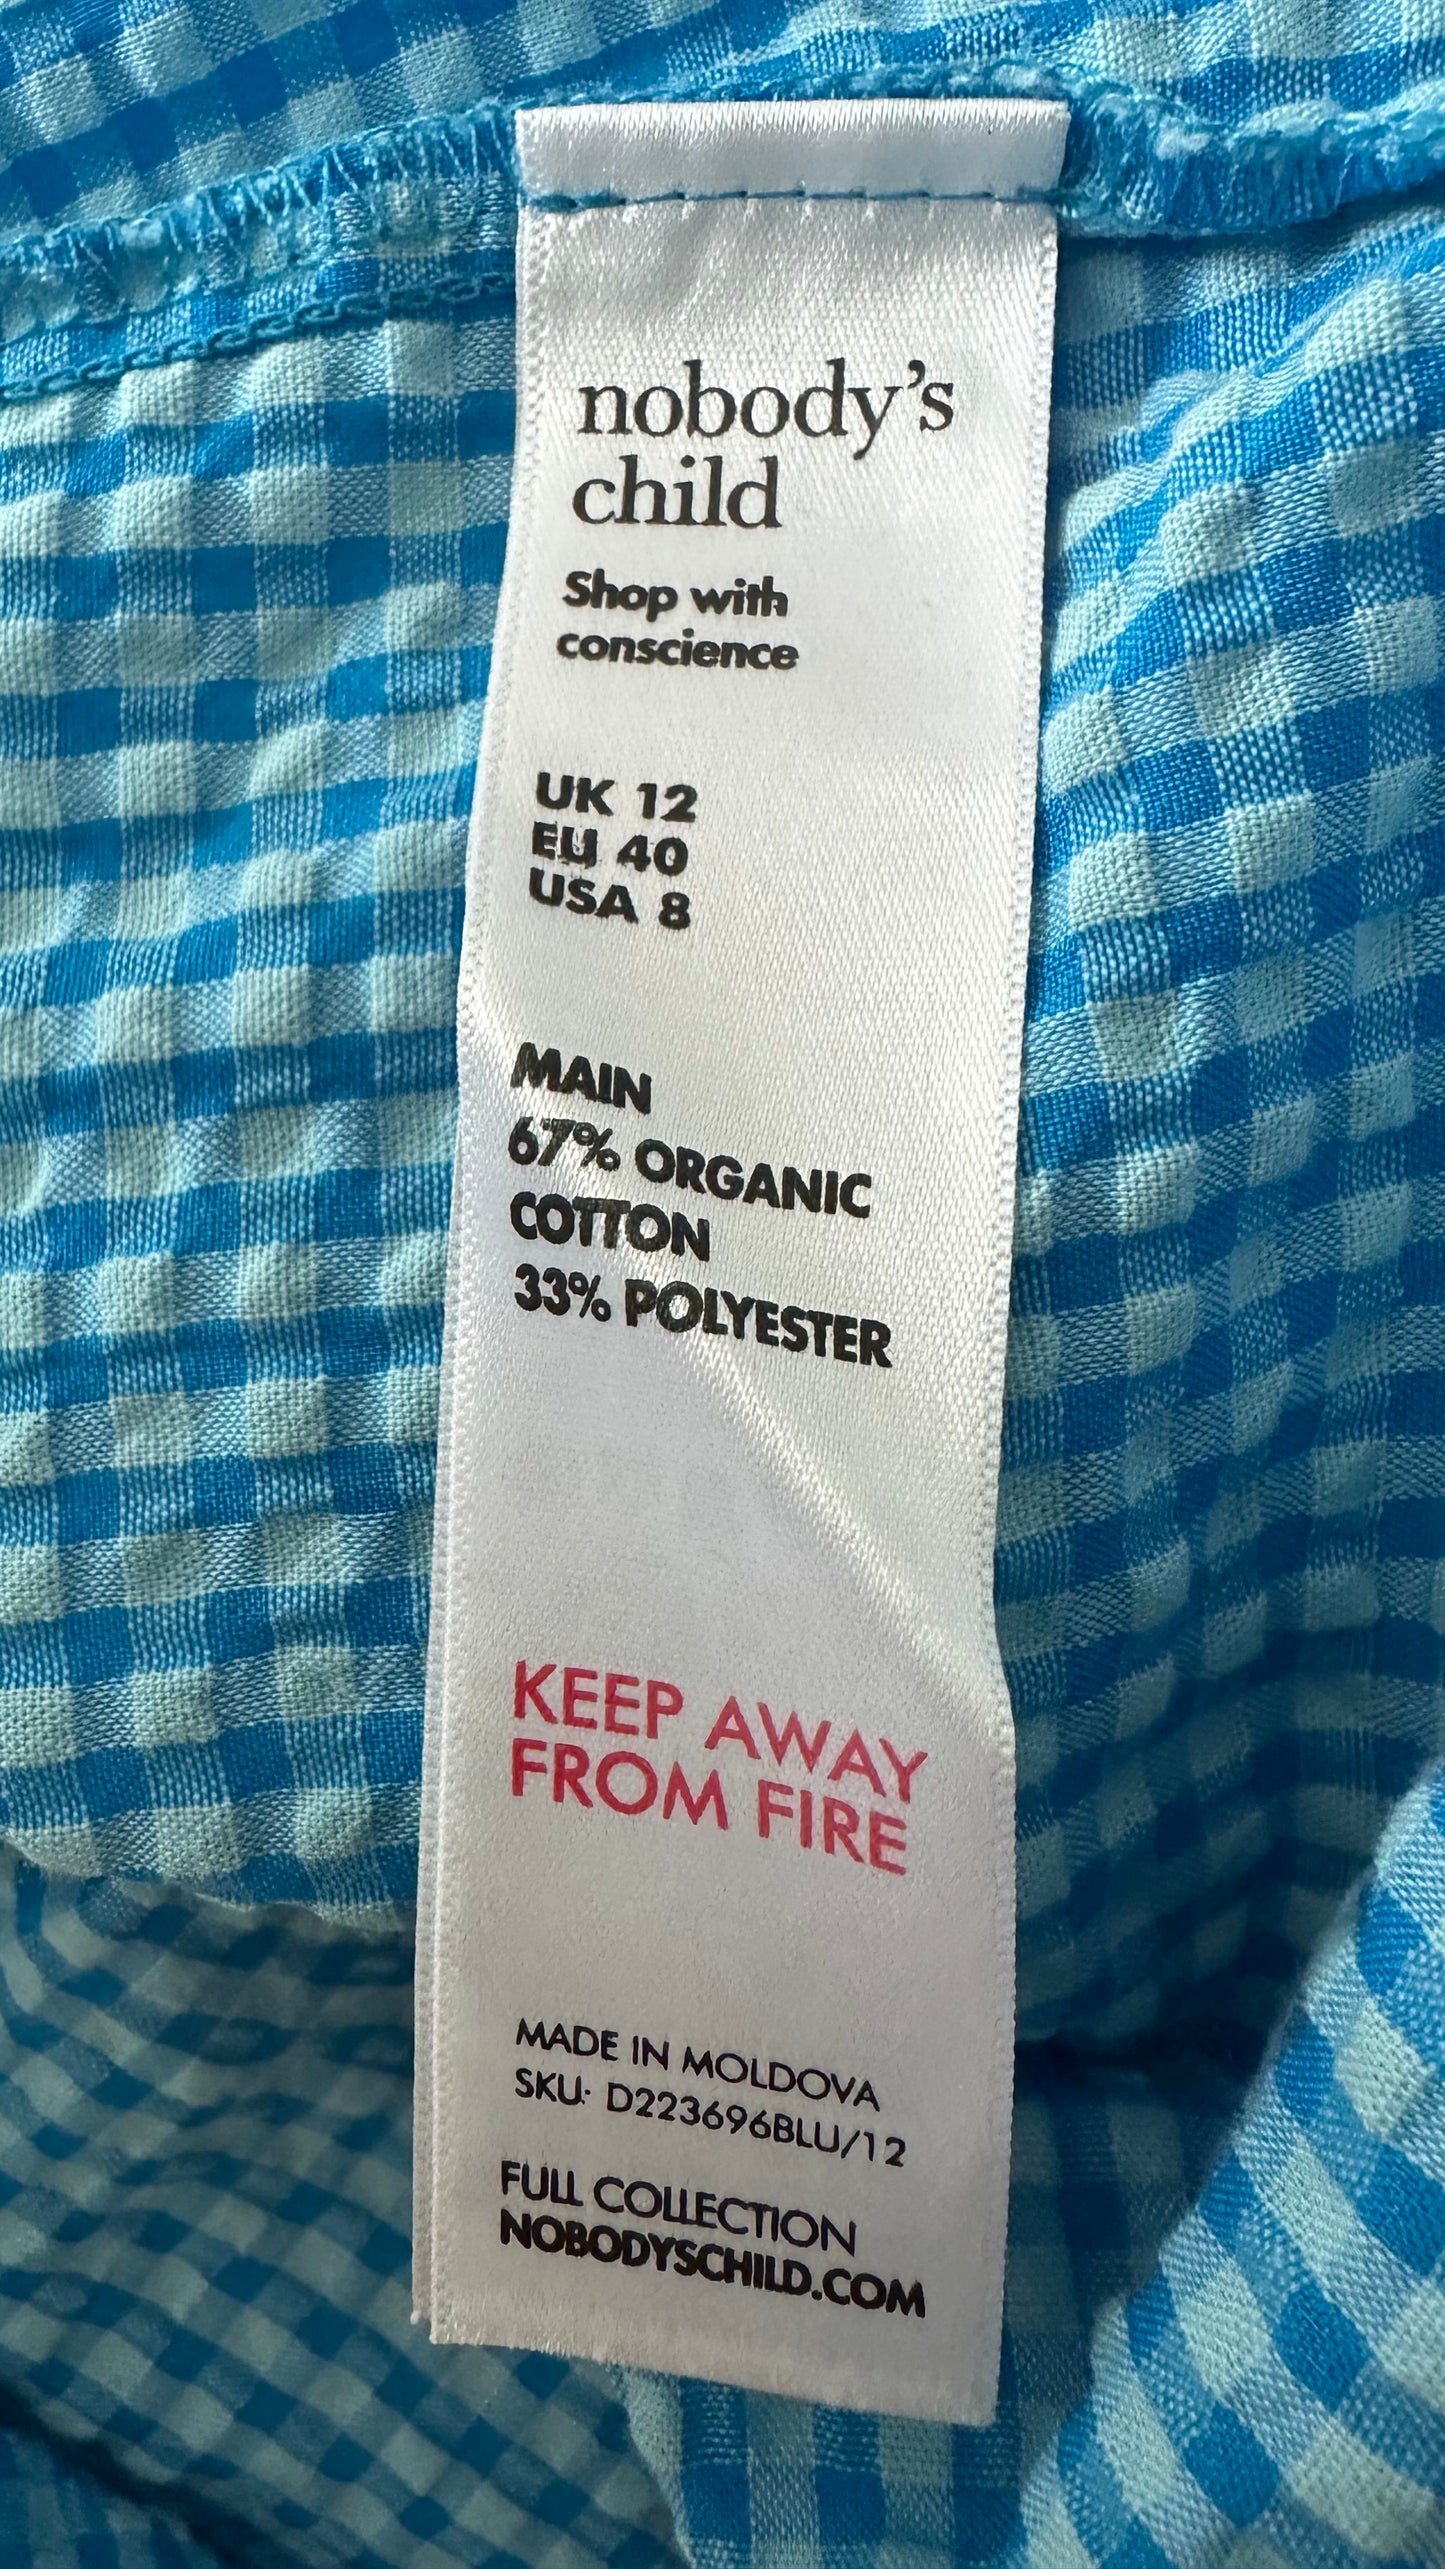 nobody's
child
Shop with
conscience
UK 12
EU 40
USA 8
MAIN
67% ORGANIC
COTTON
33% POLYESTER
KEEP AWAY
FROM FIRE
MADE IN MOLDOVA
SKU: D223696BLU/12
FULL COLLECTION
NOBODYSCHILD.COM